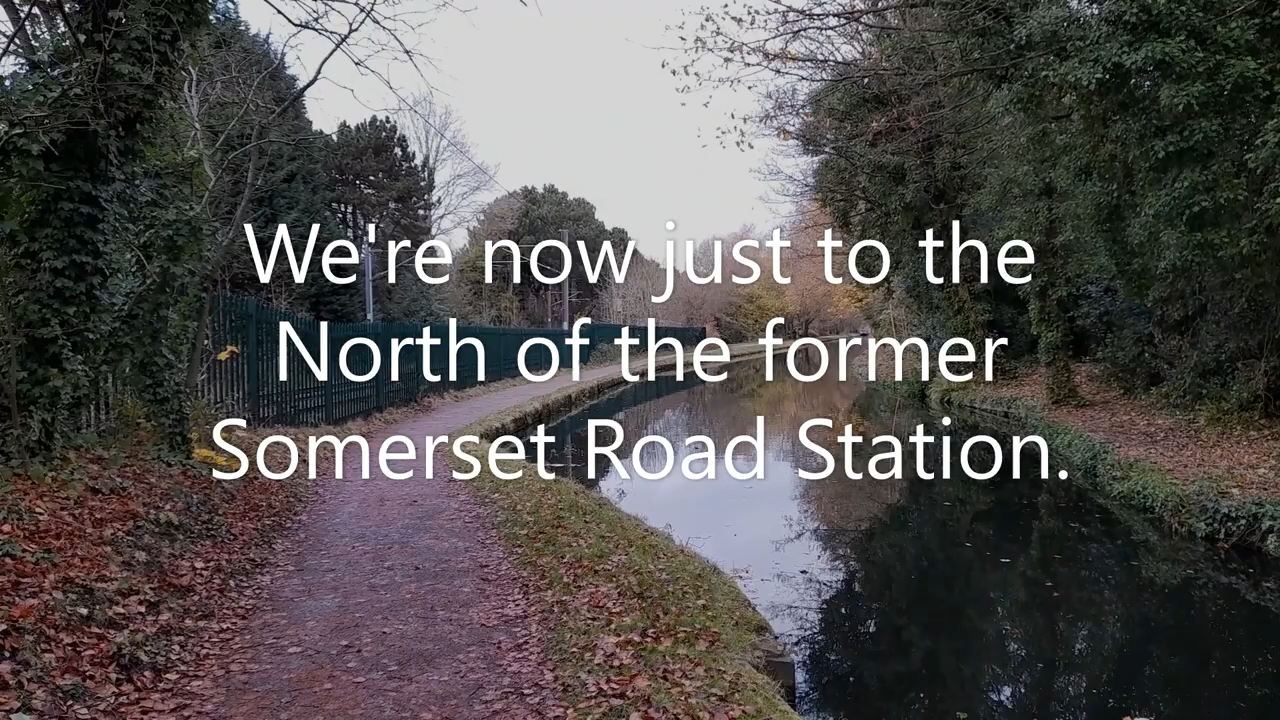 We're now just to the
North of the former
Somerset Road Station.